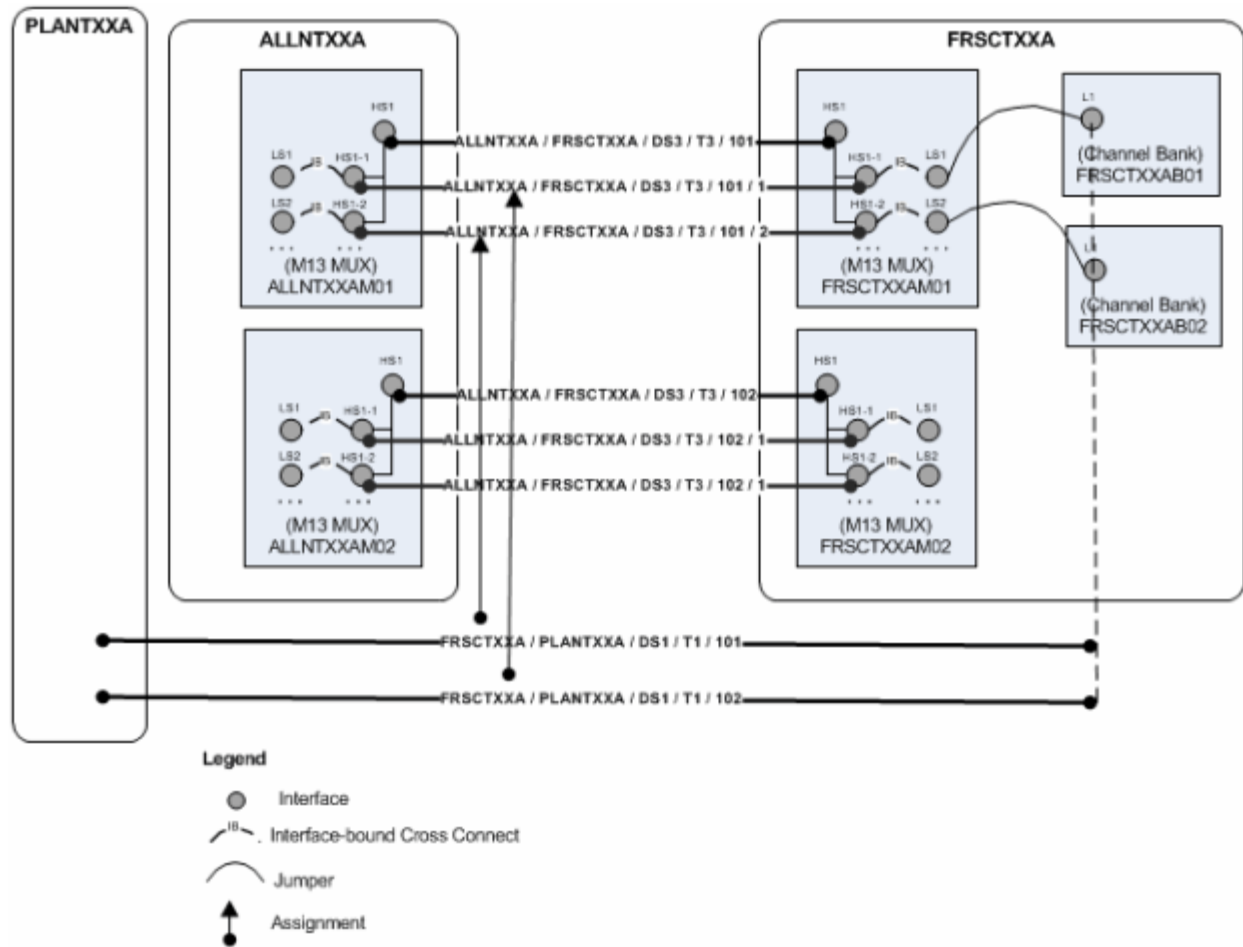 PLANTXXA
ALLNTXXA
FRSCTXXA
HS1
LS1
IB
HS1-1
LS2
IB
HS1-2
... ...
(M13 MUX)
ALLNTXXAM01
ALLNTXXA / FRSCTXXA / DS3 / T3 / 101
ALLNTXXA / FRSCTXXA / DS3 / T3 / 101 / 1
ALLNTXXA / FRSCTXXA / DS3 / T3 / 101 / 2
HS1
HS1-1
IB
LS1
HS1-2
IB
LS2
... ...
(M13 MUX)
FRSCTXXAM01
L1
(Channel Bank)
FRSCTXXAB01
L1
(Channel Bank)
FRSCTXXAB02
HS1
LS1
IB
HS1-1
LS2
IB
HS1-2
... ...
(M13 MUX)
ALLNTXXAM02
ALLNTXXA / FRSCTXXA / DS3 / T3 / 102
ALLNTXXA / FRSCTXXA / DS3 / T3 / 102 / 1
ALLNTXXA / FRSCTXXA / DS3 / T3 / 102 / 1
HS1
HS1-1
IB
LS1
HS1-2
IB
LS2
... ...
(M13 MUX)
FRSCTXXAM02
FRSCTXXA / PLANTXXA / DS1 / T1 / 101
FRSCTXXA / PLANTXXA / DS1 / T1 / 102
Legend
Interface
IB
Interface-bound Cross Connect
Jumper
Assignment